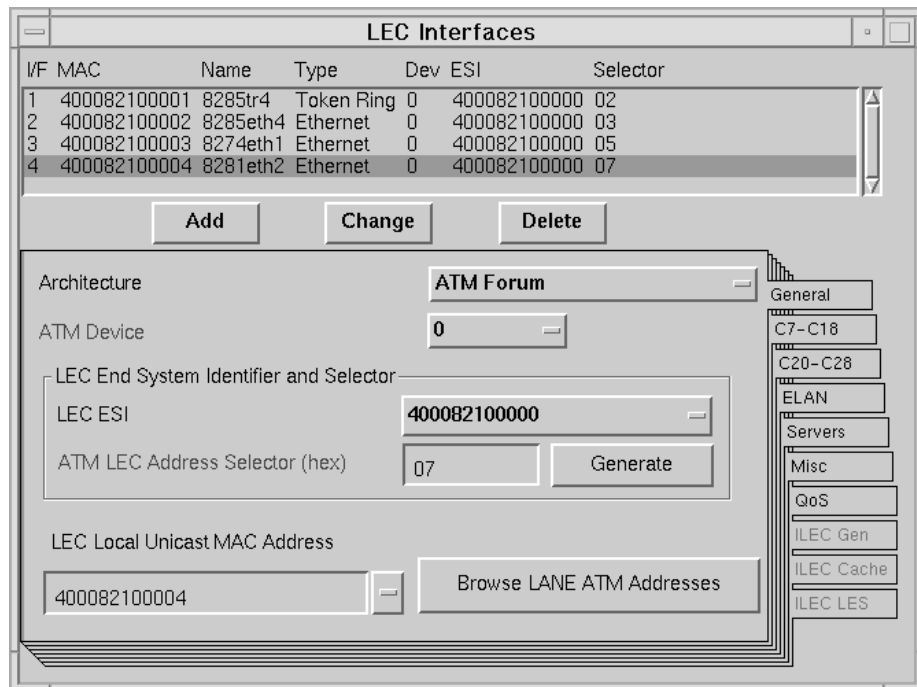 LEC Interfaces
I/F MAC Name Type Dev ESI Selector
1 400082100001 8285tr4 Token Ring 0 400082100000 02
2 400082100002 8285eth4 Ethernet 0 400082100000 03
3 400082100003 8274eth1 Ethernet 0 400082100000 05
4 400082100004 8281eth2 Ethernet 0 400082100000 07
Add Change Delete
Architecture ATM Forum
ATM Device 0
LEC End System Identifier and Selector
LEC ESI 400082100000
ATM LEC Address Selector (hex) 07 Generate
LEC Local Unicast MAC Address
400082100004 Browse LANE ATM Addresses
General
C7-C18
C20-C28
ELAN
Servers
Misc
QoS
ILEC Gen
ILEC Cache
ILEC LES